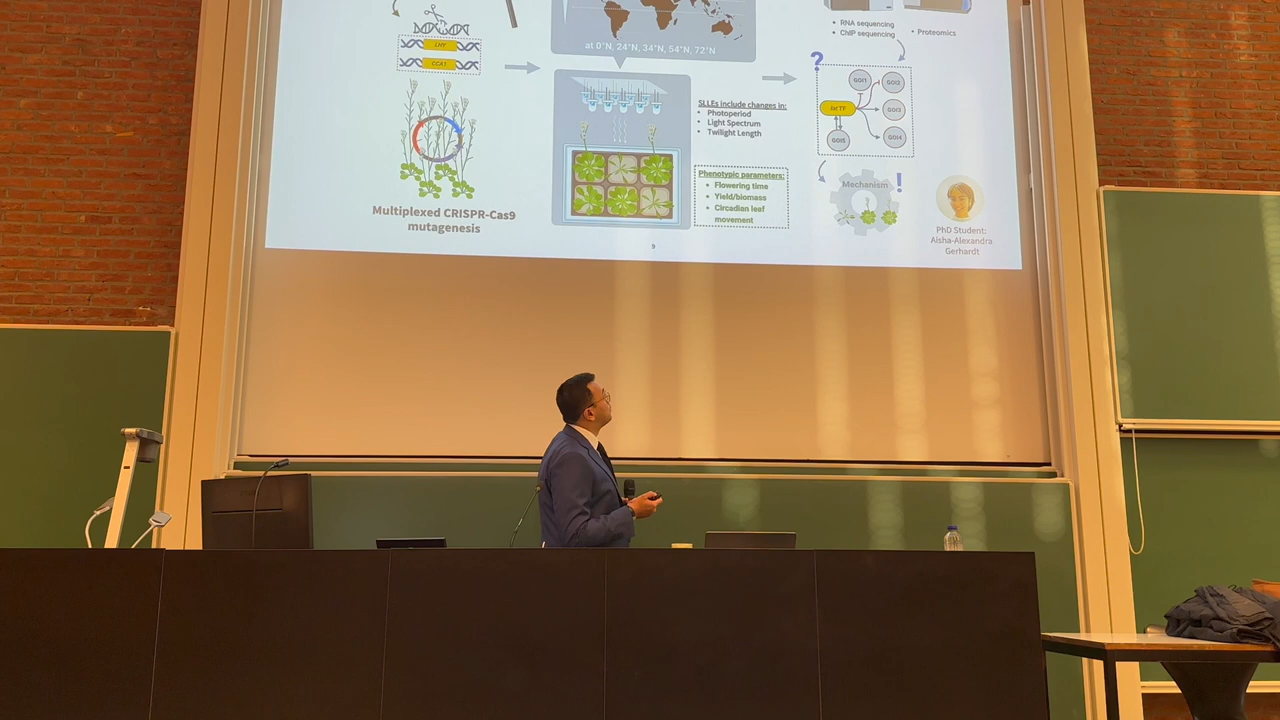 LHY
CCA1
Multiplexed CRISPR-Cas9
mutagenesis
at 0°N, 24°N, 34°N, 54°N, 72°N
SLLEs include changes in:
• Photoperiod
• Light Spectrum
• Twilight Length
Phenotypic parameters:
• Flowering time
• Yield/biomass
• Circadian leaf
movement
• RNA sequencing
• ChIP sequencing
• Proteomics
?
GOI1
GOI2
GOI3
GOI4
GOI5
Mechanism
!
PhD Student:
Aisha-Alexandra
Gerhardt
9